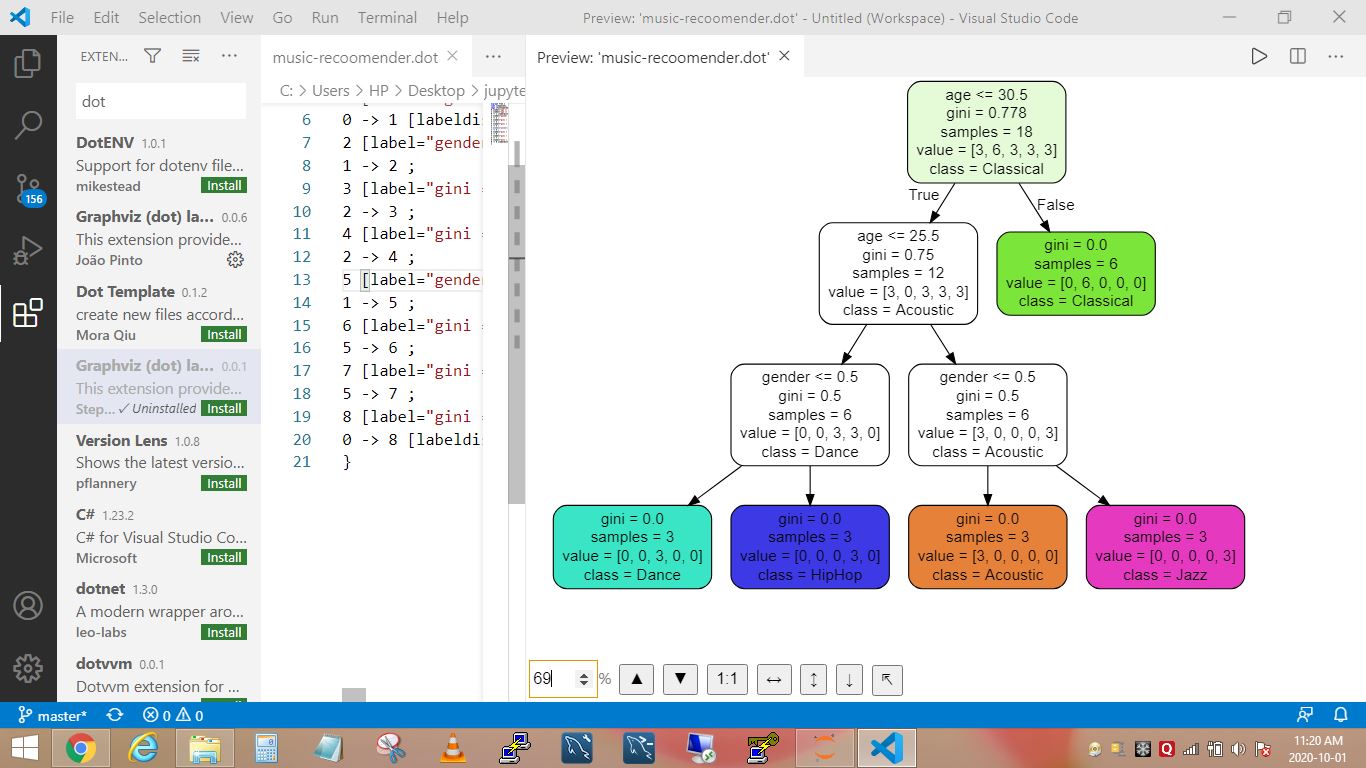 File Edit Selection View Go Run Terminal Help
Preview: 'music-recoomender.dot' - Untitled (Workspace) - Visual Studio Code
EXTEN...
dot
DotENV 1.0.1
Support for dotenv file...
mikestead Install
Graphviz (dot) la... 0.0.6
This extension provide...
João Pinto
Dot Template 0.1.2
create new files accord...
Mora Qiu Install
Graphviz (dot) la... 0.0.1
This extension provide...
Step... ✓ Uninstalled Install
Version Lens 1.0.8
Shows the latest versio...
pflannery Install
C# 1.23.2
C# for Visual Studio Co...
Microsoft Install
dotnet 1.3.0
A modern wrapper aro...
leo-labs Install
dotvvm 0.0.1
Dotvvm extension for ...
156
music-recoomender.dot
C: > Users > HP > Desktop > jupyte
6 0 -> 1 [labeldi
7 2 [label="gende
8 1 -> 2 ;
9 3 [label="gini =
10 2 -> 3 ;
11 4 [label="gini =
12 2 -> 4 ;
13 5 [label="gende
14 1 -> 5 ;
15 6 [label="gini =
16 5 -> 6 ;
17 7 [label="gini =
18 5 -> 7 ;
19 8 [label="gini =
20 0 -> 8 [labeldi
21 }
Preview: 'music-recoomender.dot'
age <= 30.5
gini = 0.778
samples = 18
value = [3, 6, 3, 3, 3]
class = Classical
True
False
age <= 25.5
gini = 0.75
samples = 12
value = [3, 0, 3, 3, 3]
class = Acoustic
gini = 0.0
samples = 6
value = [0, 6, 0, 0, 0]
class = Classical
gender <= 0.5
gini = 0.5
samples = 6
value = [0, 0, 3, 3, 0]
class = Dance
gender <= 0.5
gini = 0.5
samples = 6
value = [3, 0, 0, 0, 3]
class = Acoustic
gini = 0.0
samples = 3
value = [0, 0, 3, 0, 0]
class = Dance
gini = 0.0
samples = 3
value = [0, 0, 0, 3, 0]
class = HipHop
gini = 0.0
samples = 3
value = [3, 0, 0, 0, 0]
class = Acoustic
gini = 0.0
samples = 3
value = [0, 0, 0, 0, 3]
class = Jazz
69 % 1:1
master* 0 0
11:20 AM
2020-10-01